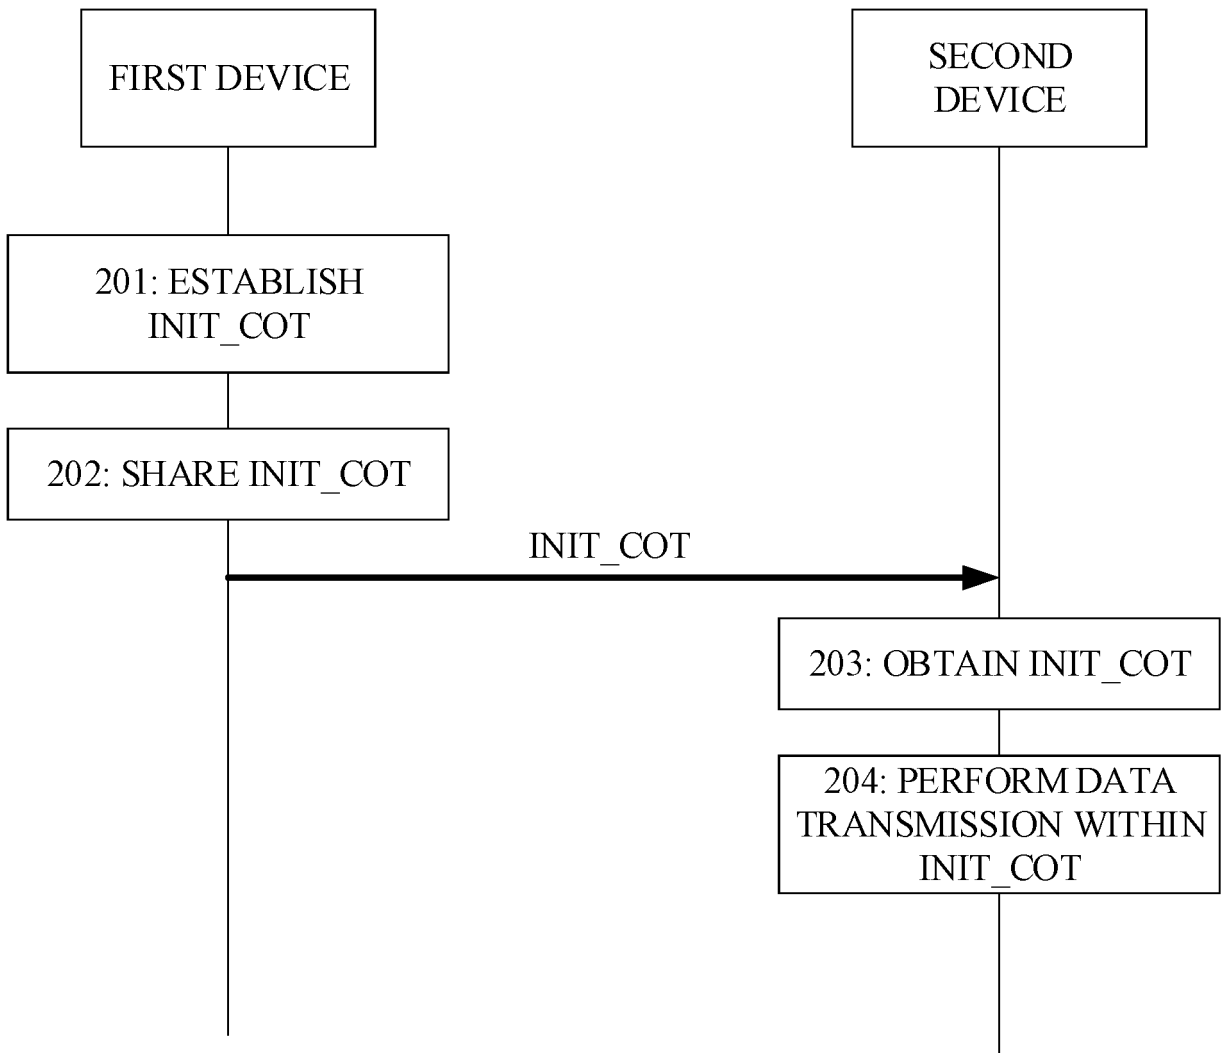 FIRST DEVICE
SECOND
DEVICE
201: ESTABLISH
INIT_COT
202: SHARE INIT_COT
INIT_COT
203: OBTAIN INIT_COT
204: PERFORM DATA
TRANSMISSION WITHIN
INIT_COT